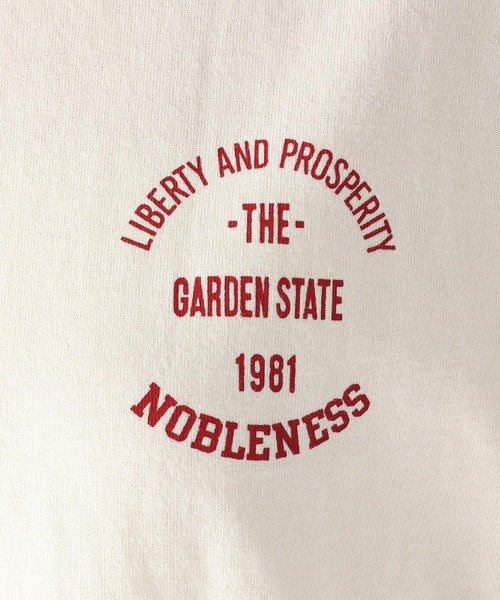 LIBERTY AND PROSPERITY
-THE-
GARDEN STATE
1981
NOBLENESS